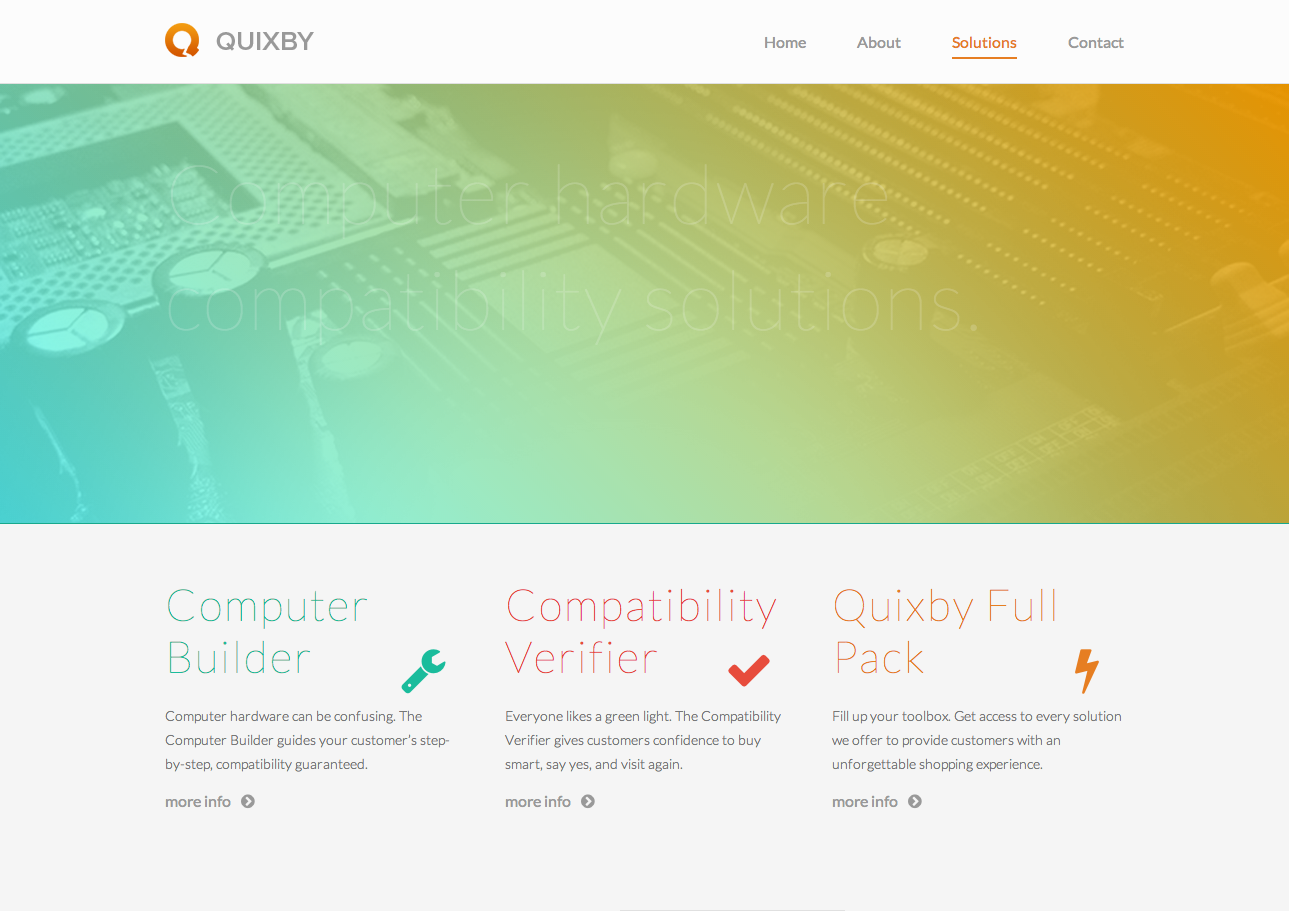 QUIXBY
Home About Solutions Contact
Computer hardware
compatibility solutions.
Computer
Builder
Computer hardware can be confusing. The
Computer Builder guides your customer's step-
by-step, compatibility guaranteed.
more info
Compatibility
Verifier
Everyone likes a green light. The Compatibility
Verifier gives customers confidence to buy
smart, say yes, and visit again.
more info
Quixby Full
Pack
Fill up your toolbox. Get access to every solution
we offer to provide customers with an
unforgettable shopping experience.
more info